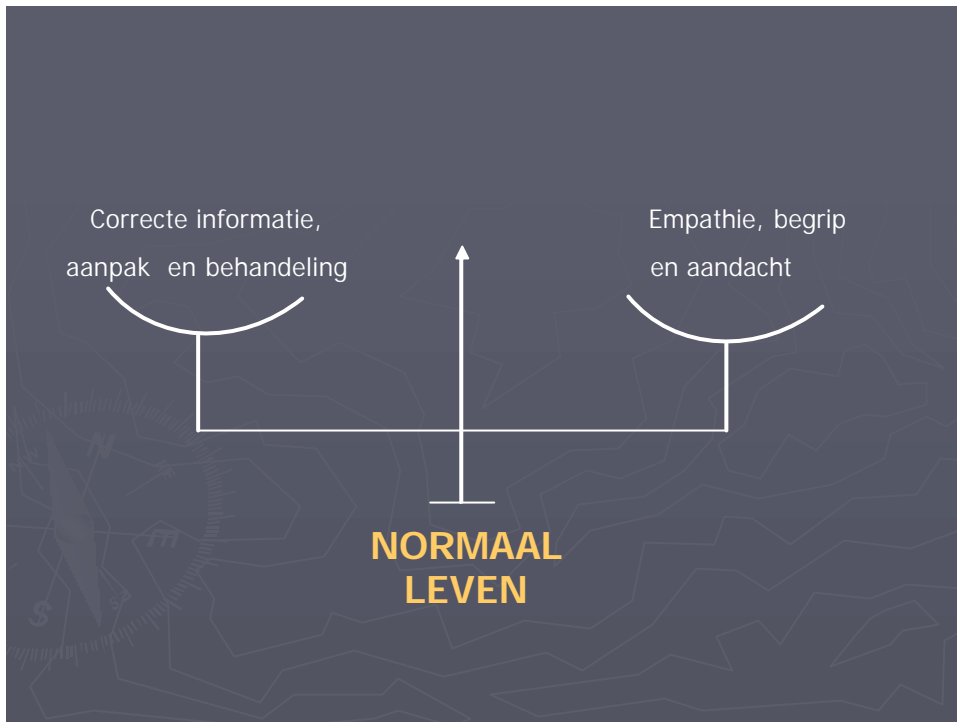 Correcte informatie,
aanpak en behandeling
Empathie, begrip
en aandacht
NORMAAL
LEVEN
N
E
S